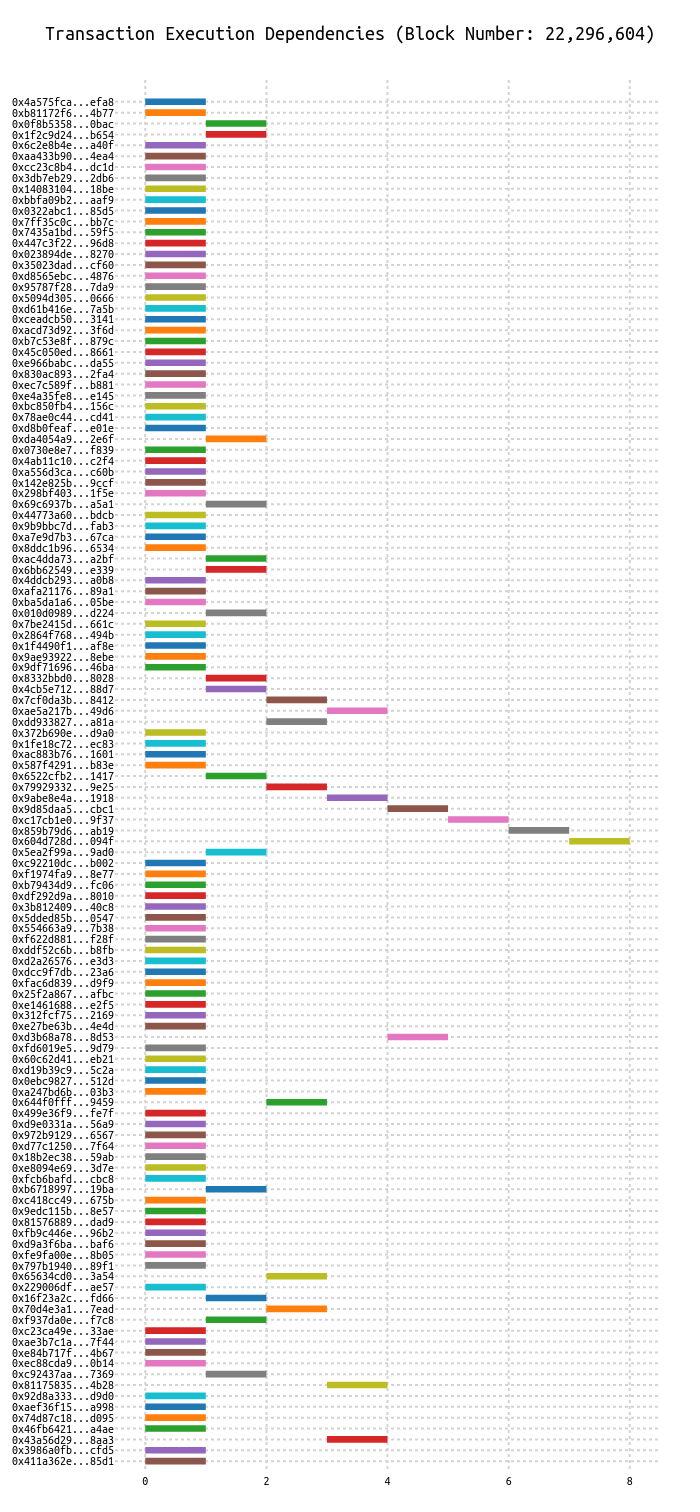 Transaction Execution Dependencies (Block Number: 22,296,604)
0x4a575fca...efa8
0xb81172f6...4b77
0x0f8b5358...0bac
0x1f2c9d24...b654
0x6c2e8b4e...a40f
0xaa433b90...4ea4
0xcc23c8b4...dc1d
0x3db7eb29...2db6
0x14083104...18be
0xbbfa09b2...aaf9
0x0322abc1...85d5
0x7ff35c0c...bb7c
0x7435a1bd...59f5
0x447c3f22...96d8
0x023894de...8270
0x35023dad...cf60
0xd8565ebc...4876
0x95787f28...7da9
0x5094d305...0666
0xd61b416e...7a5b
0xceadcb50...3141
0xacd73d92...3f6d
0xb7c53e8f...879c
0x45c050ed...8661
0xe966babc...da55
0x830ac893...2fa4
0xec7c589f...b881
0xe4a35fe8...e145
0xbc850fb4...156c
0x78ae0c44...cd41
0xd8b0feaf...e01e
0xda4054a9...2e6f
0x0730e8e7...f839
0x4ab11c10...c2f4
0xa556d3ca...c60b
0x142e825b...9ccf
0x298bf403...1f5e
0x69c6937b...a5a1
0x44773a60...bdcb
0x9b9bbc7d...fab3
0xa7e9d7b3...67ca
0x8ddc1b96...6534
0xac4dda73...a2bf
0x6bb62549...e339
0x4ddcb293...a0b8
0xafa21176...89a1
0xba5da1a6...05be
0x010d0989...d224
0x7be2415d...661c
0x2864f768...494b
0x1f4490f1...af8e
0x9ae93922...8ebe
0x9df71696...46ba
0x8332bbd0...8028
0x4cb5e712...88d7
0x7cf0da3b...8412
0xae5a217b...49d6
0xdd933827...a81a
0x372b690e...d9a0
0x1fe18c72...ec83
0xac883b76...1601
0x587f4291...b83e
0x6522cfb2...1417
0x79929332...9e25
0x9abe8e4a...1918
0x9d85daa5...cbc1
0xc17cb1e0...9f37
0x859b79d6...ab19
0x604d728d...094f
0x5ea2f99a...9ad0
0xc92210dc...b002
0xf1974fa9...8e77
0xb79434d9...fc06
0xdf292d9a...8010
0x3b812409...40c8
0x5dded85b...0547
0x554663a9...7b38
0xf622d881...f28f
0xddf52c6b...b8fb
0xd2a26576...e3d3
0xdcc9f7db...23a6
0xfac6d839...d9f9
0x25f2a867...afbc
0xe1461688...e2f5
0x312fcf75...2169
0xe27be63b...4e4d
0xd3b68a78...8d53
0xfd6019e5...9d79
0x60c62d41...eb21
0xd19b39c9...5c2a
0x0ebc9827...512d
0xa247bd6b...03b3
0x644f0fff...9459
0x499e36f9...fe7f
0xd9e0331a...56a9
0x972b9129...6567
0xd77c1250...7f64
0x18b2ec38...59ab
0xe8094e69...3d7e
0xfcb6bafd...cbc8
0xb6718997...19ba
0xc418cc49...675b
0x9edc115b...8e57
0x81576889...dad9
0xfb9c446e...96b2
0xd9a3f6ba...baf6
0xfe9fa00e...8b05
0x797b1940...89f1
0x65634cd0...3a54
0x229006df...ae57
0x16f23a2c...fd66
0x70d4e3a1...7ead
0xf937da0e...f7c8
0xc23ca49e...33ae
0xae3b7c1a...7f44
0xe84b717f...4b67
0xec88cda9...0b14
0xc92437aa...7369
0x81175835...4b28
0x92d8a333...d9d0
0xaef36f15...a998
0x74d87c18...d095
0x46fb6421...a4ae
0x43a56d29...8aa3
0x3986a0fb...cfd5
0x411a362e...85d1
0 2 4 6 8